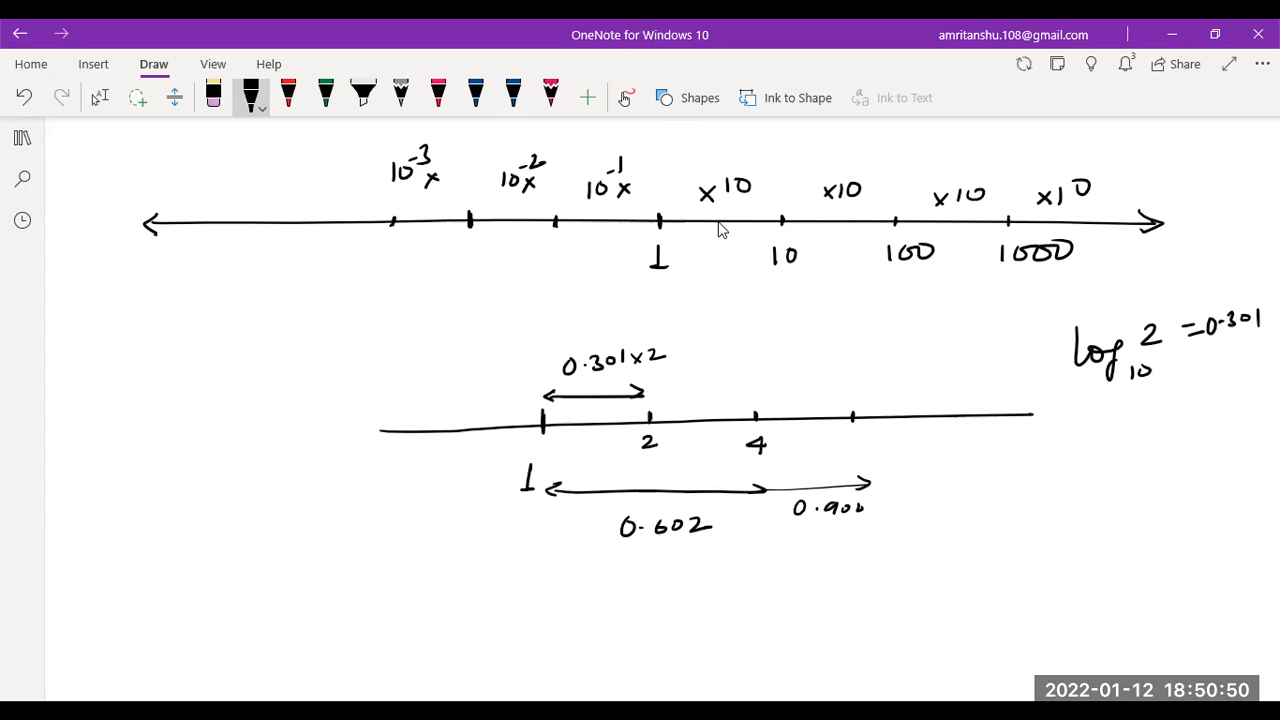 OneNote for Windows 10
amritanshu.108@gmail.com
Home Insert Draw View Help
Share
3
Shapes Ink to Shape Ink to Text
10⁻³x 10⁻²x 10⁻¹x x10 x10 x10 x10
1 10 100 1000
log₁₀ 2 = 0.301
0.301x2
2 4
1
0.602
2022-01-12 18:50:50